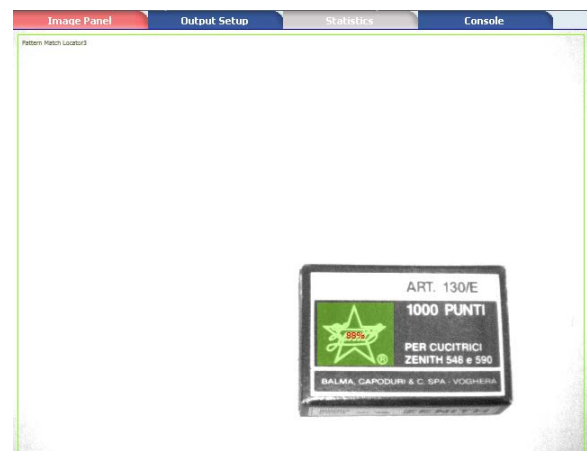 Image Panel
Output Setup
Statistics
Console
Pattern Match Locator3
ART. 130/E
1000 PUNTI
88%
PER CUCITRICI
®
ZENITH 548 e 590
BALMA, CAPODURI & C. SPA - VOGHERA
ZENITH